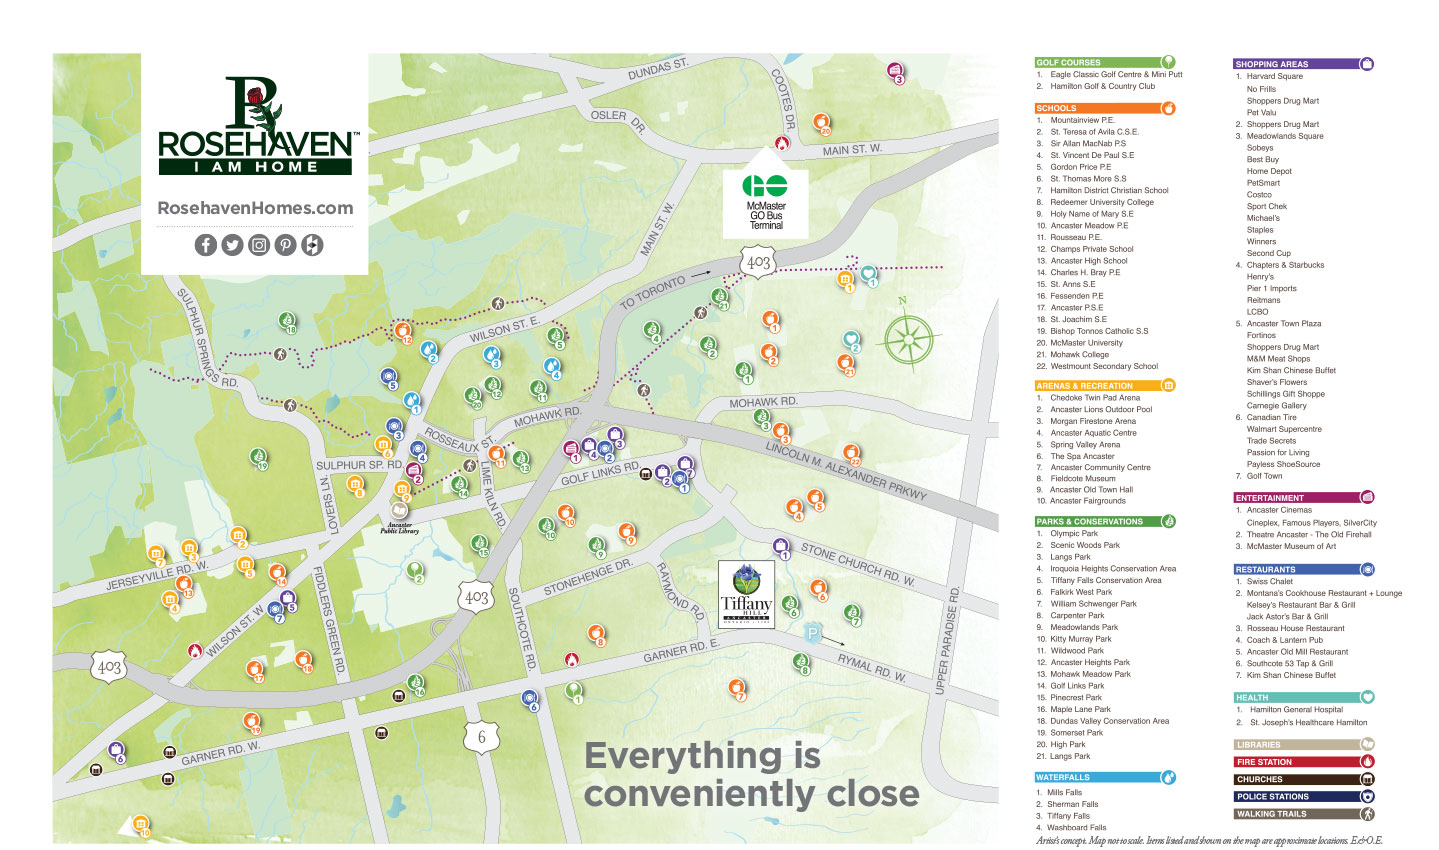 ROSEHAVEN™
I AM HOME
RosehavenHomes.com
DUNDAS ST.
COOTES DR.
OSLER DR.
MAIN ST. W.
GO
McMaster
GO Bus
Terminal
MAIN ST. W.
403
TO TORONTO
N
SULPHUR SPRINGS RD.
WILSON ST. E.
MOHAWK RD.
MOHAWK RD.
ROSSEAUX ST.
SULPHUR SP. RD.
LIME KILN RD.
GOLF LINKS RD.
LINCOLN M. ALEXANDER PRKWY
LOVERS LN.
Ancaster
Public Library
JERSEYVILLE RD. W.
FIDDLERS GREEN RD.
WILSON ST. W
403
STONEHENGE DR.
SOUTHCOTE RD.
RAYMOND RD.
STONE CHURCH RD. W.
Tiffany
HILL
ANCASTER
P
UPPER PARADISE RD.
GARNER RD. E.
RYMAL RD. W.
403
6
GARNER RD. W.
Everything is
conveniently close
GOLF COURSES
1. Eagle Classic Golf Centre & Mini Putt
2. Hamilton Golf & Country Club
SCHOOLS
1. Mountainview P.E.
2. St. Teresa of Avila C.S.E.
3. Sir Allan MacNab P.S
4. St. Vincent De Paul S.E
5. Gordon Price P.E
6. St. Thomas More S.S
7. Hamilton District Christian School
8. Redeemer University College
9. Holy Name of Mary S.E
10. Ancaster Meadow P.E
11. Rousseau P.E.
12. Champs Private School
13. Ancaster High School
14. Charles H. Bray P.E
15. St. Anns S.E
16. Fessenden P.E
17. Ancaster P.S.E
18. St. Joachim S.E
19. Bishop Tonnos Catholic S.S
20. McMaster University
21. Mohawk College
22. Westmount Secondary School
ARENAS & RECREATION
1. Chedoke Twin Pad Arena
2. Ancaster Lions Outdoor Pool
3. Morgan Firestone Arena
4. Ancaster Aquatic Centre
5. Spring Valley Arena
6. The Spa Ancaster
7. Ancaster Community Centre
8. Fieldcote Museum
9. Ancaster Old Town Hall
10. Ancaster Fairgrounds
PARKS & CONSERVATIONS
1. Olympic Park
2. Scenic Woods Park
3. Langs Park
4. Iroquoia Heights Conservation Area
5. Tiffany Falls Conservation Area
6. Falkirk West Park
7. William Schwenger Park
8. Carpenter Park
9. Meadowlands Park
10. Kitty Murray Park
11. Wildwood Park
12. Ancaster Heights Park
13. Mohawk Meadow Park
14. Golf Links Park
15. Pinecrest Park
16. Maple Lane Park
18. Dundas Valley Conservation Area
19. Somerset Park
20. High Park
21. Langs Park
WATERFALLS
1. Mills Falls
2. Sherman Falls
3. Tiffany Falls
4. Washboard Falls
SHOPPING AREAS
1. Harvard Square
No Frills
Shoppers Drug Mart
Pet Valu
2. Shoppers Drug Mart
3. Meadowlands Square
Sobeys
Best Buy
Home Depot
PetSmart
Costco
Sport Chek
Michael's
Staples
Winners
Second Cup
4. Chapters & Starbucks
Henry's
Pier 1 Imports
Reitmans
LCBO
5. Ancaster Town Plaza
Fortinos
Shoppers Drug Mart
M&M Meat Shops
Kim Shan Chinese Buffet
Shaver's Flowers
Schillings Gift Shoppe
Carnegie Gallery
6. Canadian Tire
Walmart Supercentre
Trade Secrets
Passion for Living
Payless ShoeSource
7. Golf Town
ENTERTAINMENT
1. Ancaster Cinemas
Cineplex, Famous Players, SilverCity
2. Theatre Ancaster - The Old Firehall
3. McMaster Museum of Art
RESTAURANTS
1. Swiss Chalet
2. Montana's Cookhouse Restaurant + Lounge
Kelsey's Restaurant Bar & Grill
Jack Astor's Bar & Grill
3. Rosseau House Restaurant
4. Coach & Lantern Pub
5. Ancaster Old Mill Restaurant
6. Southcote 53 Tap & Grill
7. Kim Shan Chinese Buffet
HEALTH
1. Hamilton General Hospital
2. St. Joseph's Healthcare Hamilton
LIBRARIES
FIRE STATION
CHURCHES
POLICE STATIONS
WALKING TRAILS
Artist's concept. Map not to scale. Items listed and shown on the map are approximate locations. E.&O.E.